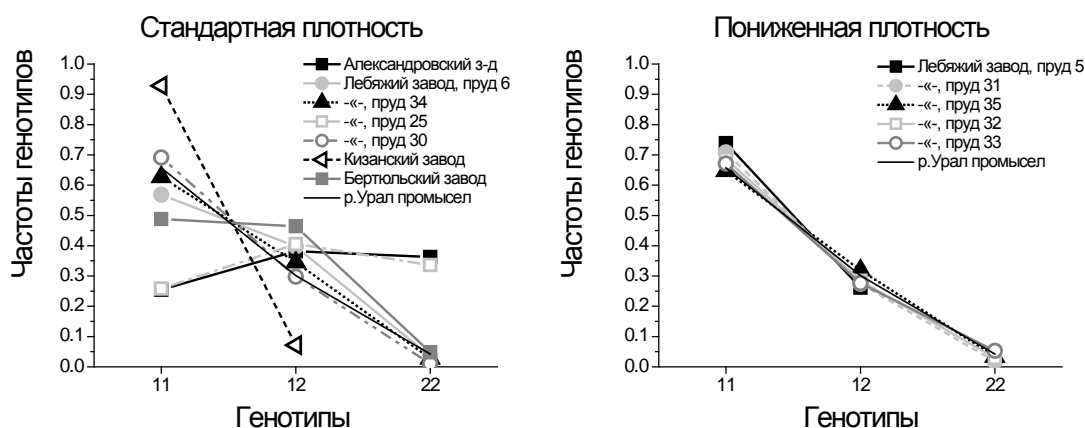 Стандартная плотность
Частоты генотипов
1.0
0.9
0.8
0.7
0.6
0.5
0.4
0.3
0.2
0.1
0.0
Александровский з-д
Лебяжий завод, пруд 6
-«-, пруд 34
-«-, пруд 25
-«-, пруд 30
Кизанский завод
Бертюльский завод
р.Урал промысел
11 12 22
Генотипы
Пониженная плотность
Частоты генотипов
1.0
0.9
0.8
0.7
0.6
0.5
0.4
0.3
0.2
0.1
0.0
Лебяжий завод, пруд 5
-«-, пруд 31
-«-, пруд 35
-«-, пруд 32
-«-, пруд 33
р.Урал промысел
11 12 22
Генотипы